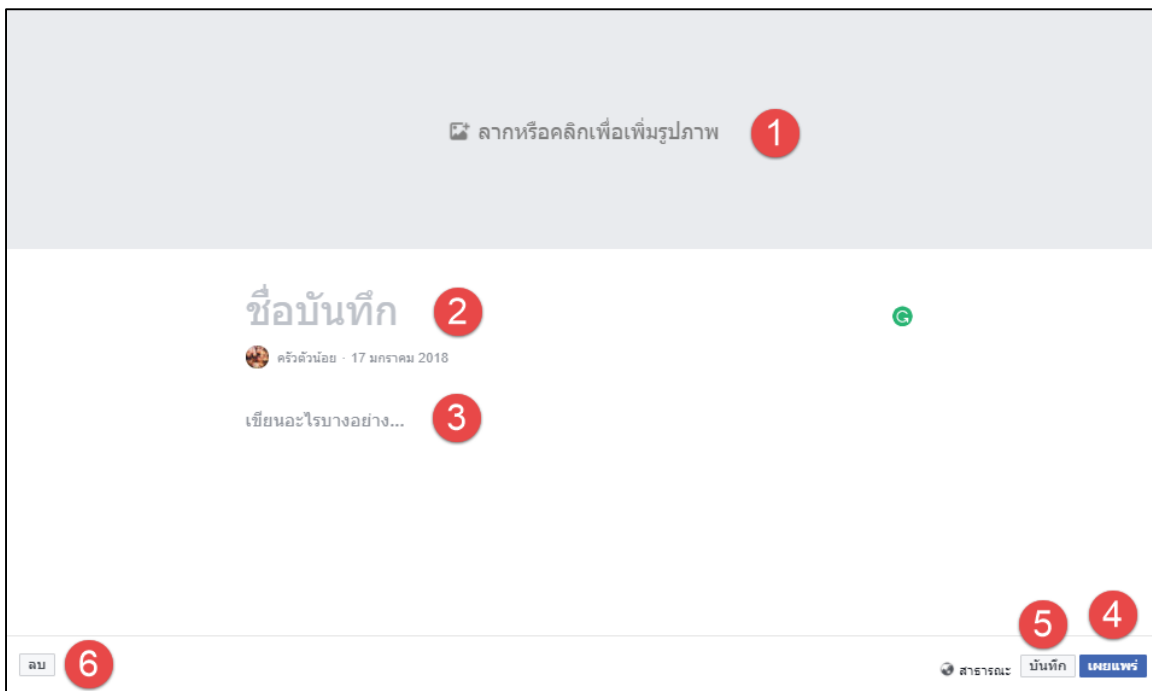 ลากหรือคลิกเพื่อเพิ่มรูปภาพ 1
ชื่อบันทึก 2
G
ครัวตัวน้อย · 17 มกราคม 2018
เขียนอะไรบางอย่าง... 3
5 4
ลบ 6 สาธารณะ บันทึก เผยแพร่